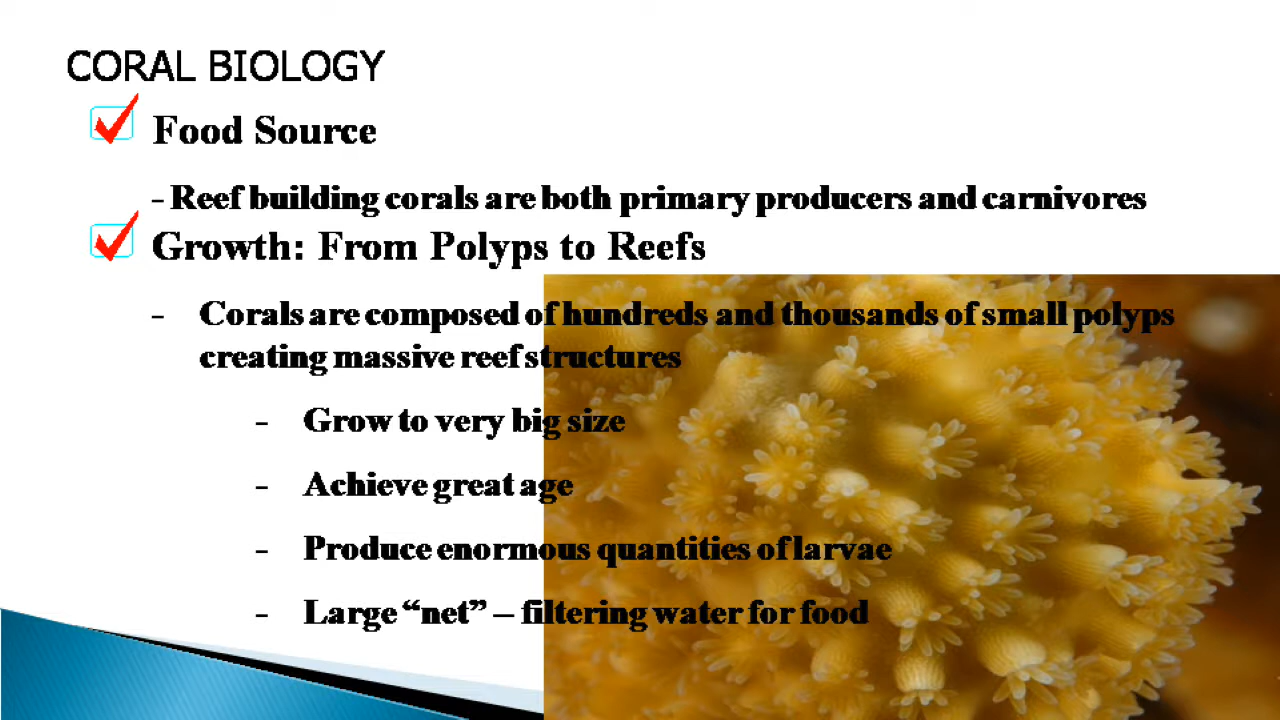 CORAL BIOLOGY
Food Source
- Reef building corals are both primary producers and carnivores
Growth: From Polyps to Reefs
- Corals are composed of hundreds and thousands of small polyps
creating massive reef structures
- Grow to very big size
- Achieve great age
- Produce enormous quantities of larvae
- Large “net” – filtering water for food